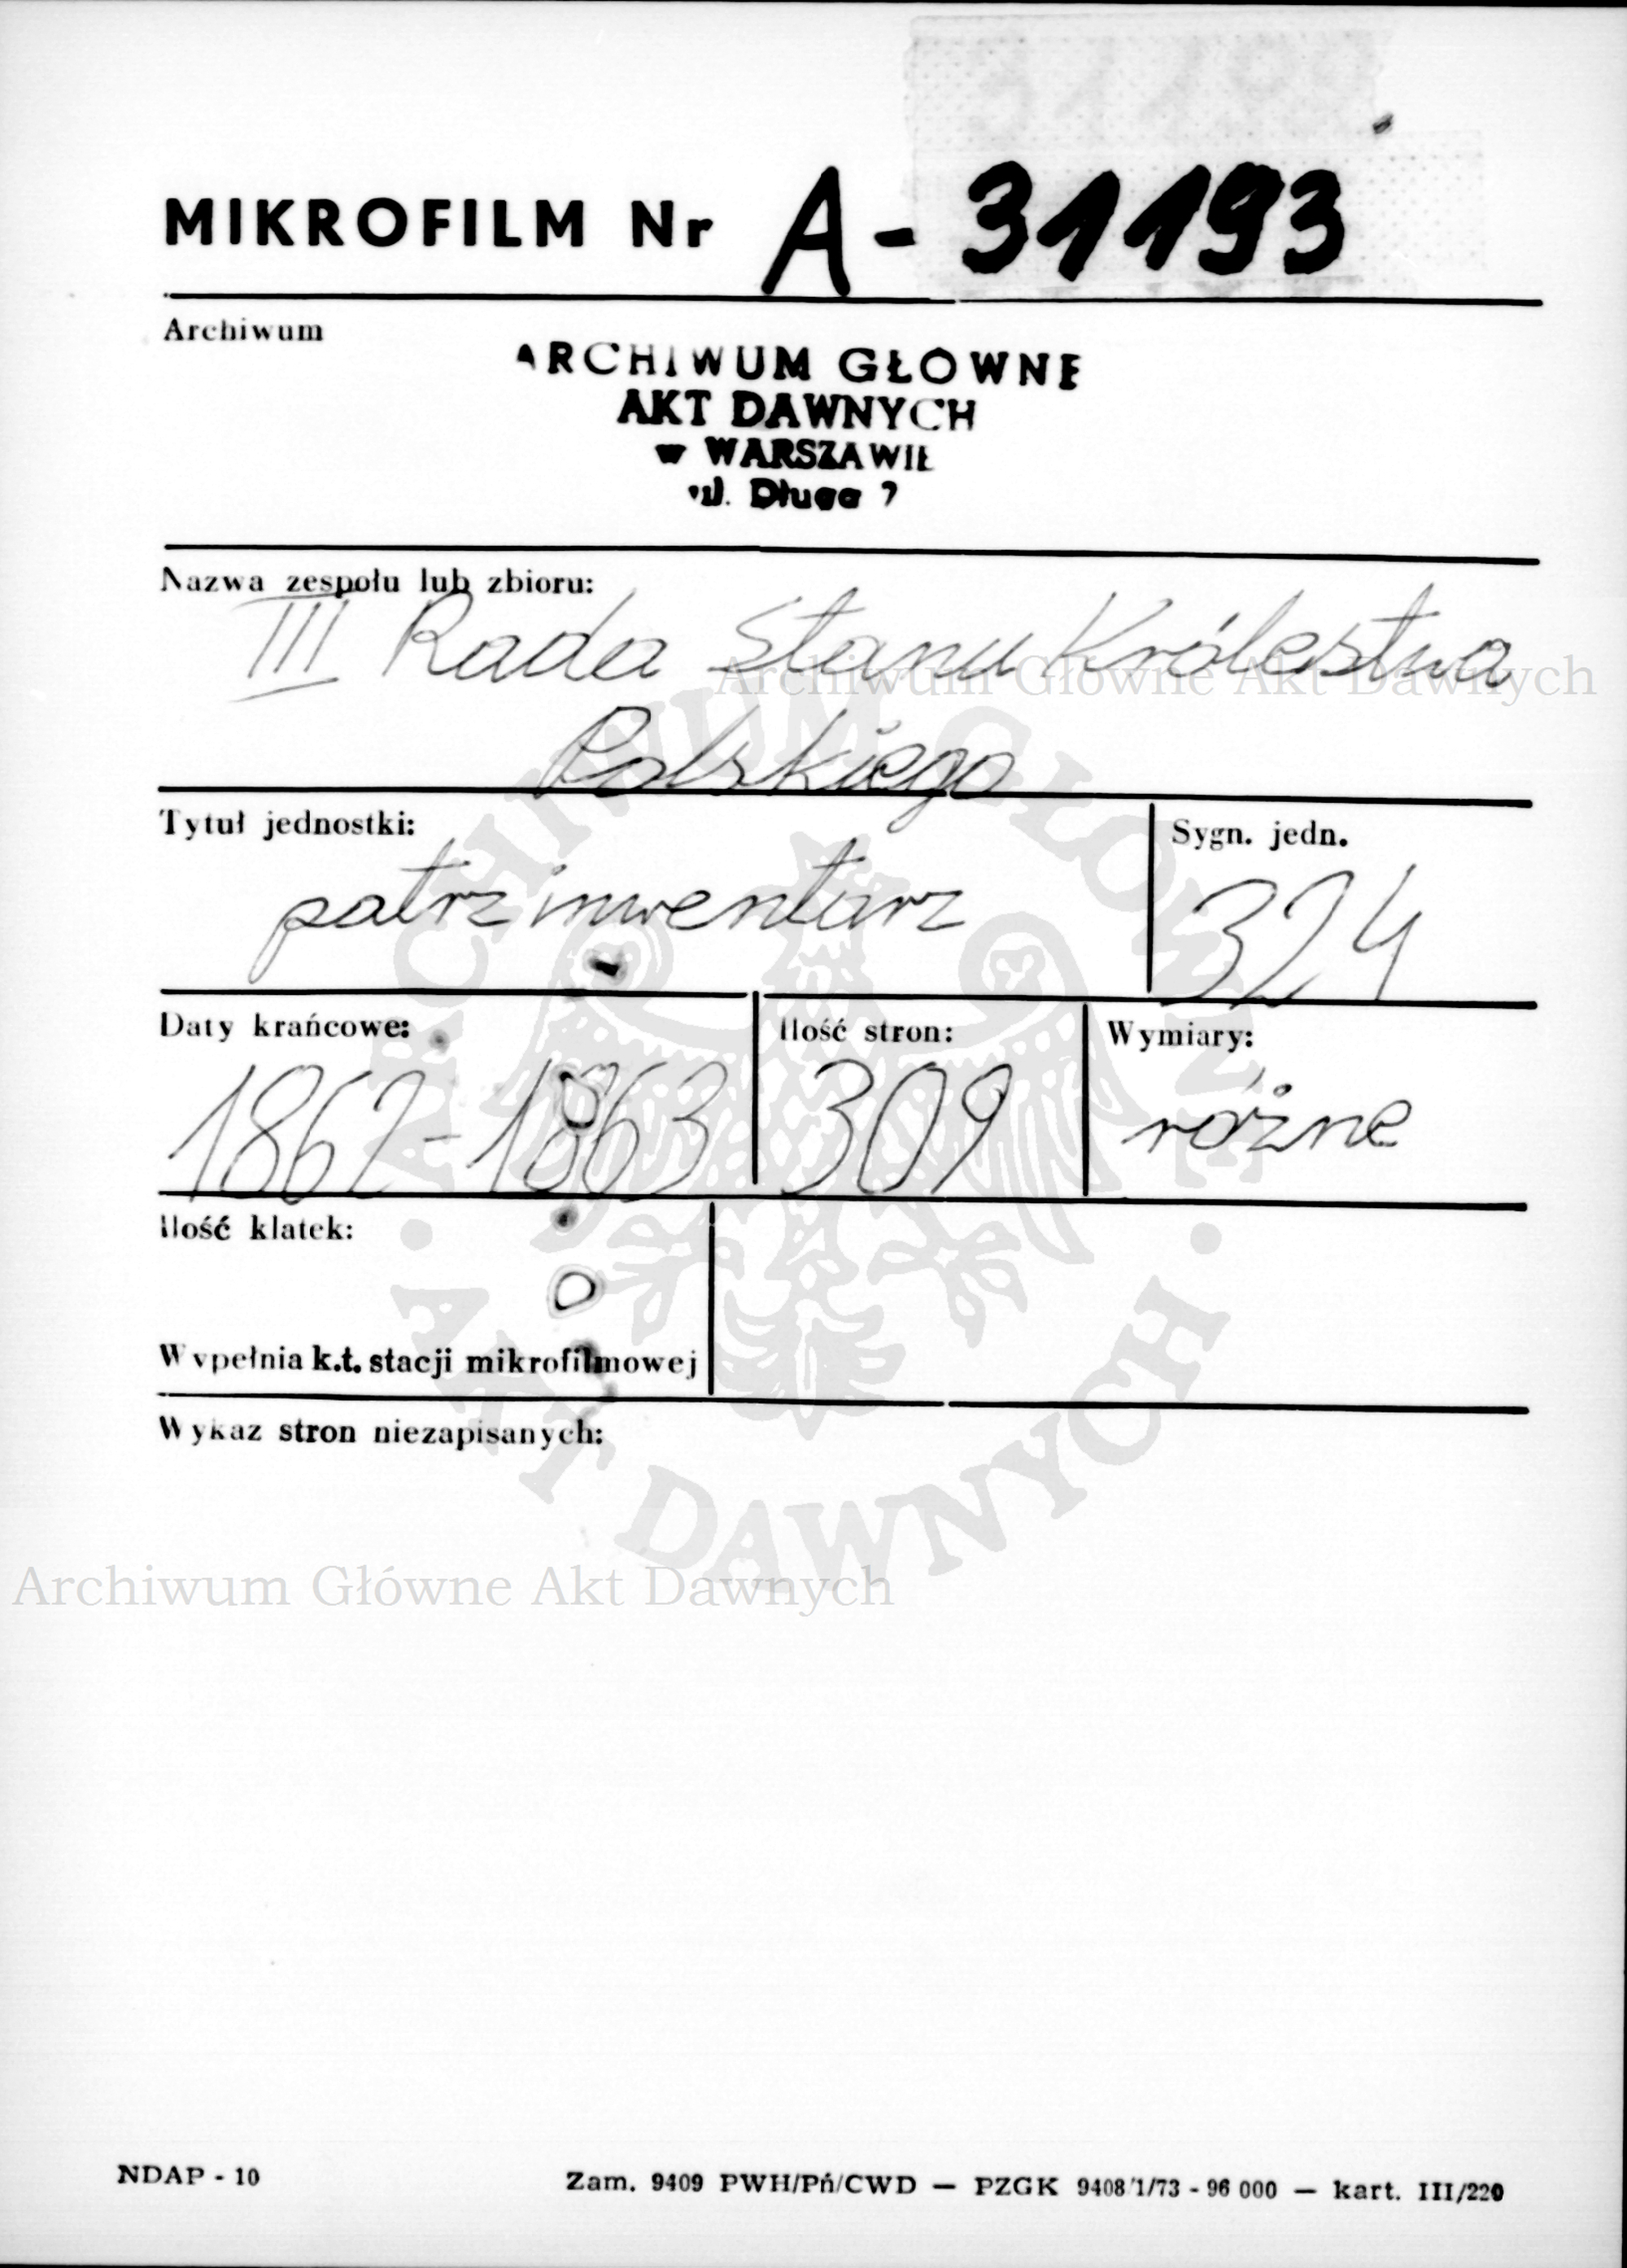 MIKROFILM Nr A-31193
Archiwum
ARCHIWUM GŁOWNE
AKT DAWNYCH
w WARSZAWIE
ul. Długa 7
Nazwa zespołu lub zbioru:
III Rada Stanu Królestwa
Archiwum Główne Akt Dawnych
Polskiego
Tytuł jednostki:
Sygn. jedn.
patrz inwentarz
324
Daty krańcowe:
Ilość stron:
Wymiary:
1862-1863
309
różne
Ilość klatek:
Wypełnia k.t. stacji mikrofilmowej
Wykaz stron niezapisanych:
ARCHIWUM GŁÓWNE
· AKT DAWNYCH ·
Archiwum Główne Akt Dawnych
NDAP - 10
Zam. 9409 PWH/Pń/CWD — PZGK 9408/1/73 - 96 000 — kart. III/220